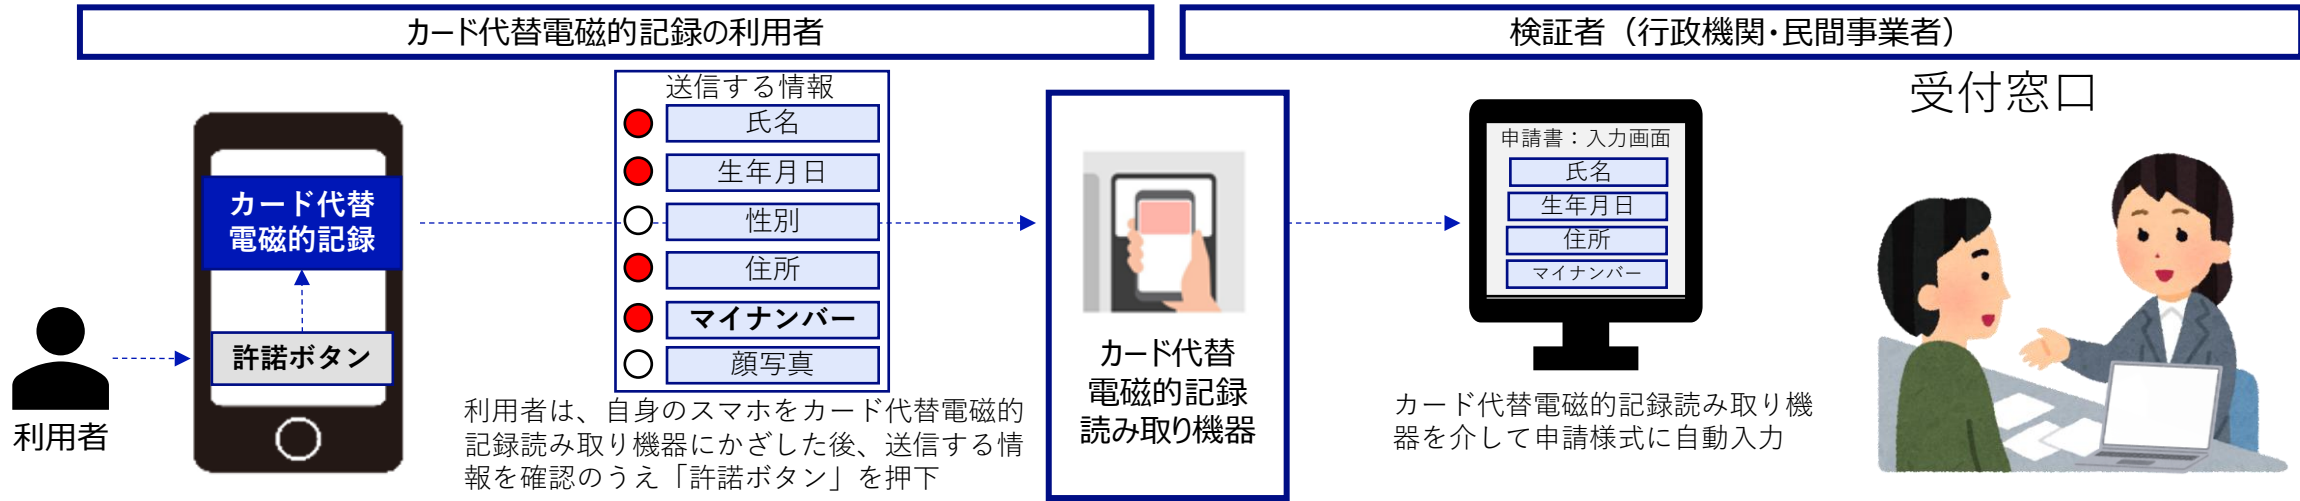 カード代替電磁的記録の利用者
検証者（行政機関・民間事業者）
利用者
カード代替
電磁的記録
許諾ボタン
送信する情報
氏名
生年月日
性別
住所
マイナンバー
顔写真
利用者は、自身のスマホをカード代替電磁的
記録読み取り機器にかざした後、送信する情
報を確認のうえ「許諾ボタン」を押下
カード代替
電磁的記録
読み取り機器
申請書：入力画面
氏名
生年月日
住所
マイナンバー
カード代替電磁的記録読み取り機
器を介して申請様式に自動入力
受付窓口